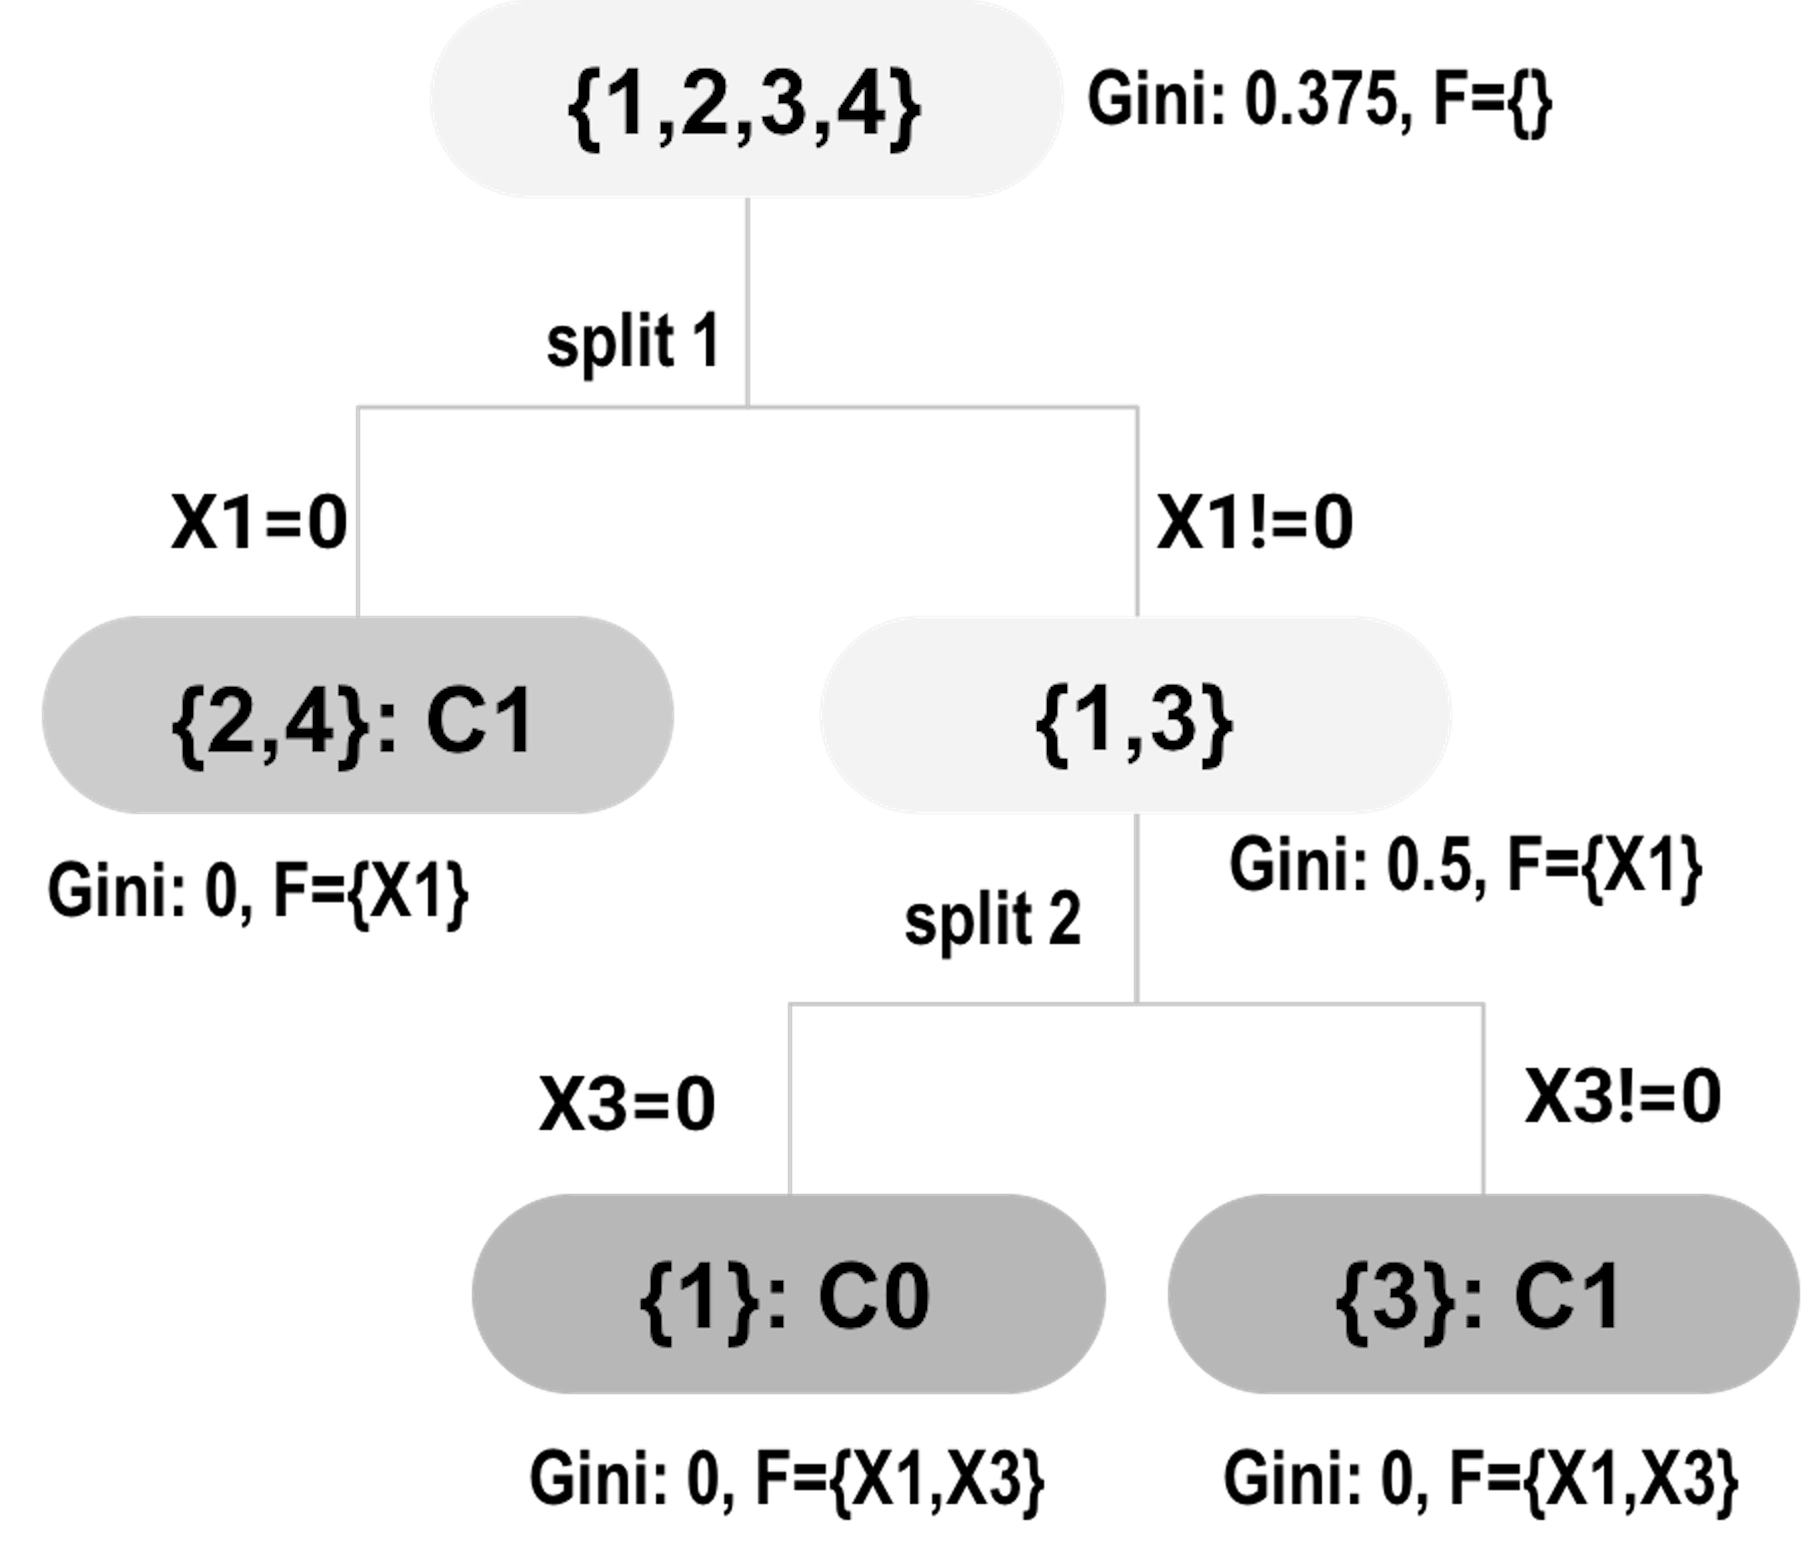 {1,2,3,4}
Gini: 0.375, F={}
split 1
X1=0
X1!=0
{2,4}: C1
{1,3}
Gini: 0, F={X1}
Gini: 0.5, F={X1}
split 2
X3=0
X3!=0
{1}: C0
{3}: C1
Gini: 0, F={X1,X3}
Gini: 0, F={X1,X3}